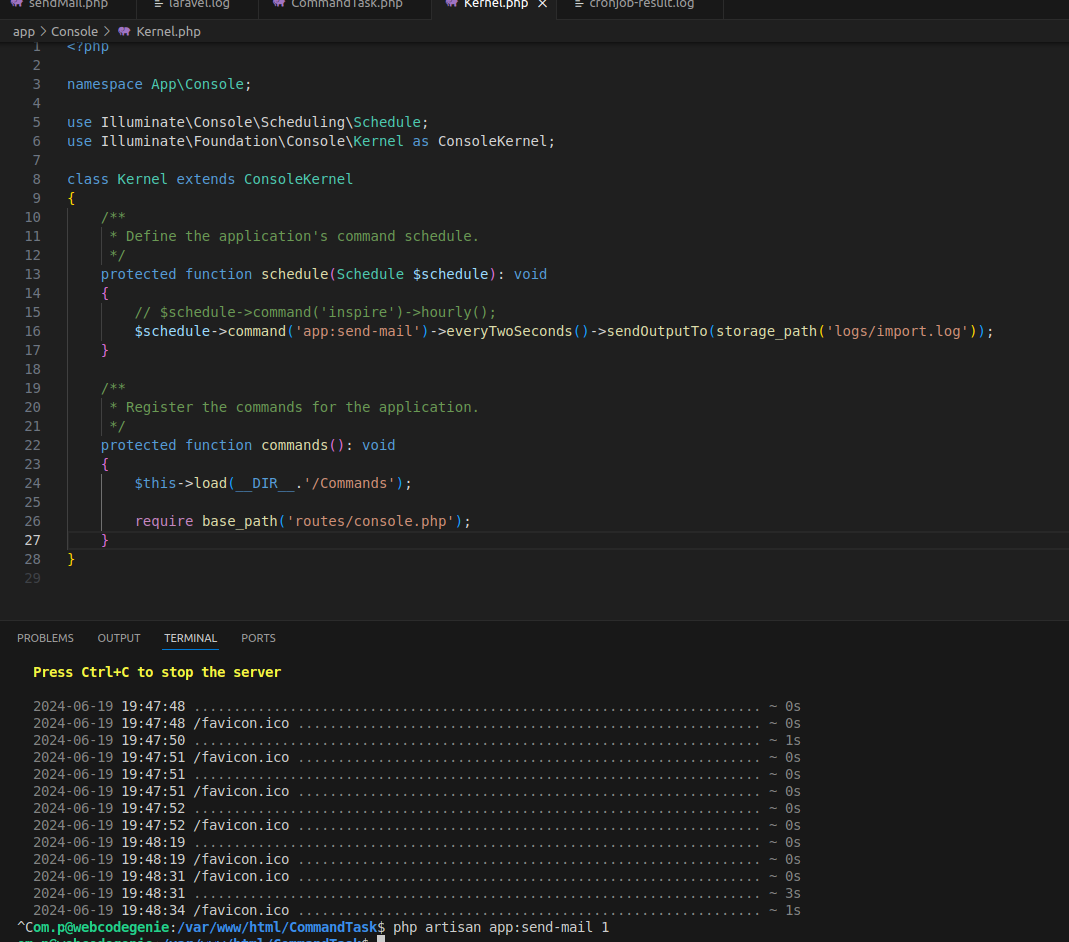 sendMail.php laravel.log CommandTask.php Kernel.php cronjob-result.log
app > Console > Kernel.php
1 <?php
2
3 namespace App\Console;
4
5 use Illuminate\Console\Scheduling\Schedule;
6 use Illuminate\Foundation\Console\Kernel as ConsoleKernel;
7
8 class Kernel extends ConsoleKernel
9 {
10 /**
11 * Define the application's command schedule.
12 */
13 protected function schedule(Schedule $schedule): void
14 {
15 // $schedule->command('inspire')->hourly();
16 $schedule->command('app:send-mail')->everyTwoSeconds()->sendOutputTo(storage_path('logs/import.log'));
17 }
18
19 /**
20 * Register the commands for the application.
21 */
22 protected function commands(): void
23 {
24 $this->load(__DIR__.'/Commands');
25
26 require base_path('routes/console.php');
27 }
28 }
29
PROBLEMS OUTPUT TERMINAL PORTS
Press Ctrl+C to stop the server
2024-06-19 19:47:48 ....................................................................... ~ 0s
2024-06-19 19:47:48 /favicon.ico .......................................................... ~ 0s
2024-06-19 19:47:50 ....................................................................... ~ 1s
2024-06-19 19:47:51 /favicon.ico .......................................................... ~ 0s
2024-06-19 19:47:51 ....................................................................... ~ 0s
2024-06-19 19:47:51 /favicon.ico .......................................................... ~ 0s
2024-06-19 19:47:52 ....................................................................... ~ 0s
2024-06-19 19:47:52 /favicon.ico .......................................................... ~ 0s
2024-06-19 19:48:19 ....................................................................... ~ 0s
2024-06-19 19:48:19 /favicon.ico .......................................................... ~ 0s
2024-06-19 19:48:31 /favicon.ico .......................................................... ~ 0s
2024-06-19 19:48:31 ....................................................................... ~ 3s
2024-06-19 19:48:34 /favicon.ico .......................................................... ~ 1s
^Com.p@webcodegenie:/var/www/html/CommandTask$ php artisan app:send-mail 1
om.p@webcodegenie:/var/www/html/CommandTask$